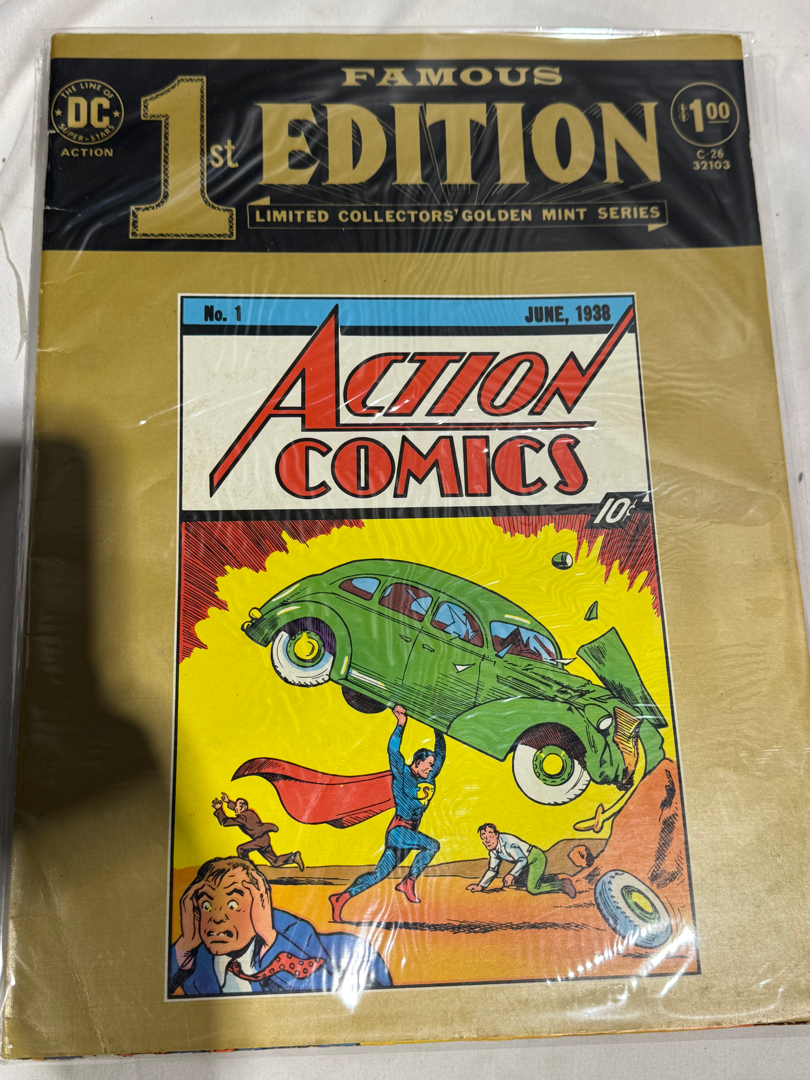 FAMOUS
1st EDITION
THE LINE OF
DC
SUPER-STARS
ACTION
$1.00
C-26
32103
LIMITED COLLECTORS' GOLDEN MINT SERIES
No. 1 JUNE, 1938
ACTION
COMICS
10¢
S